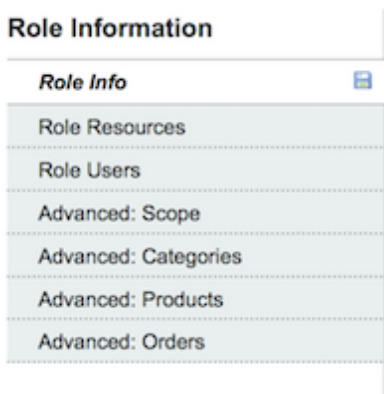 Role Information
Role Info
Role Resources
Role Users
Advanced: Scope
Advanced: Categories
Advanced: Products
Advanced: Orders